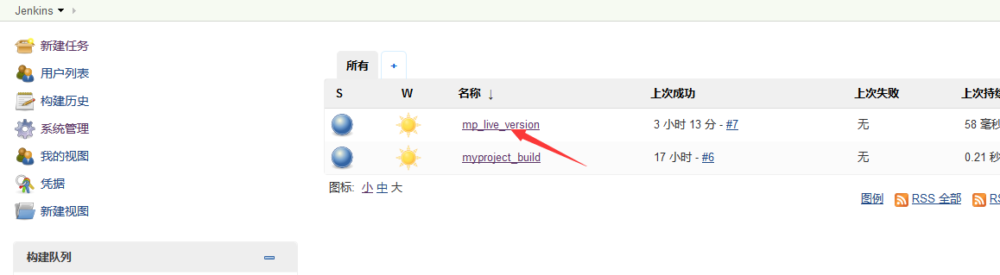 Jenkins
新建任务
用户列表
构建历史
系统管理
我的视图
凭据
新建视图
构建队列
所有 +
S W 名称 ↓ 上次成功 上次失败 上次持续
mp_live_version 3 小时 13 分 - #7 无 58 毫秒
myproject_build 17 小时 - #6 无 0.21 秒
图标: 小 中 大
图例 RSS 全部